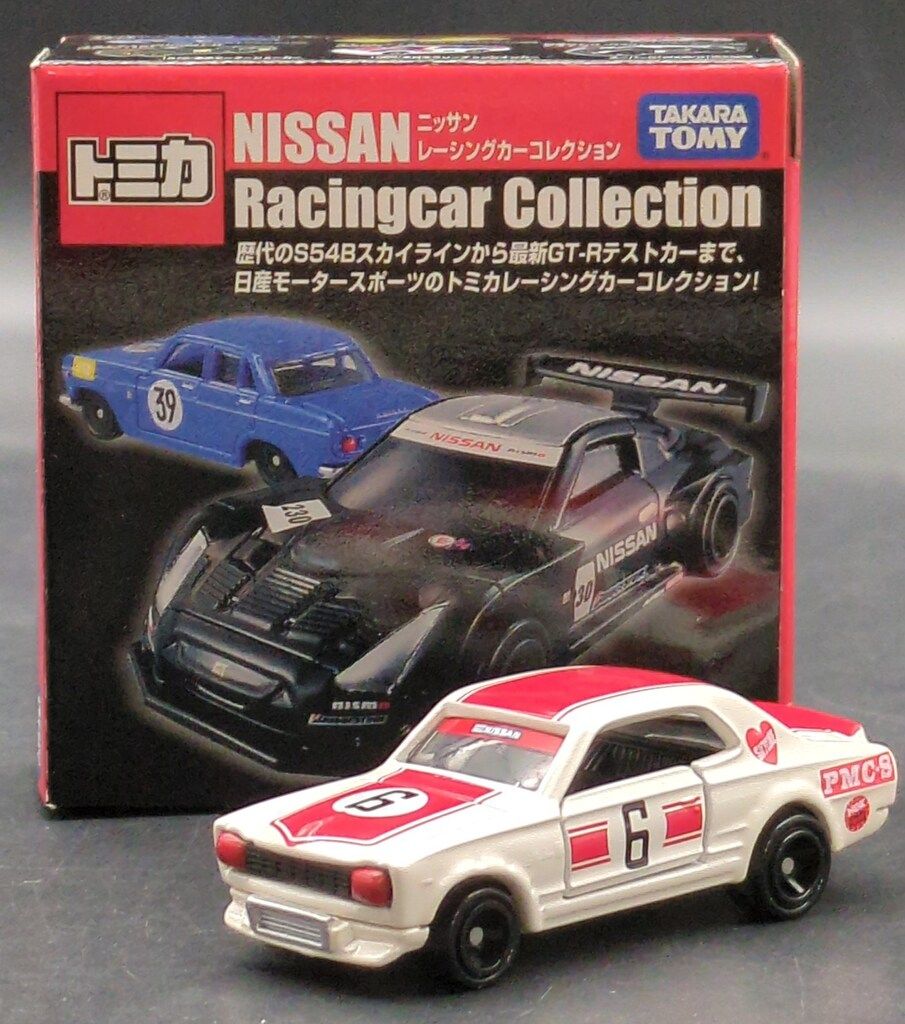 トミカ
®
NISSAN
ニッサン
レーシングカーコレクション
TAKARA
TOMY
Racingcar Collection
歴代のS54Bスカイラインから最新GT-Rテストカーまで、
日産モータースポーツのトミカレーシングカーコレクション!
39
NISSAN
NISSAN
230
NISSAN
30
NISSAN
6
6
PMC·S